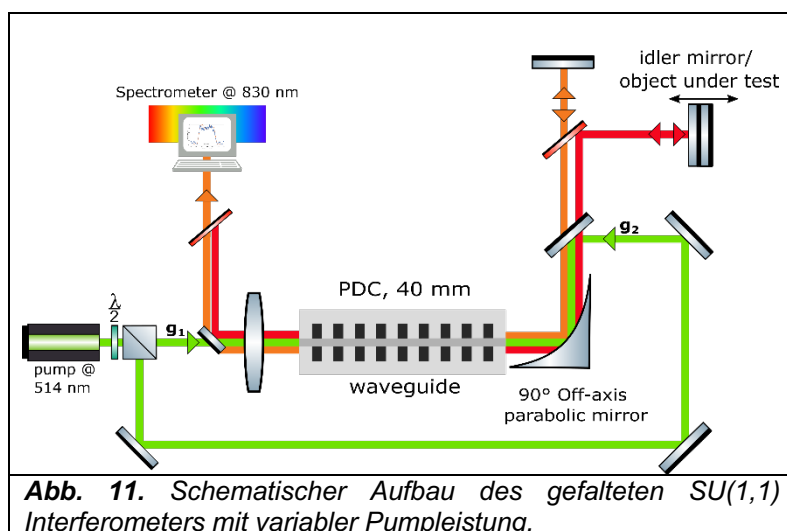 idler mirror/
object under test
Spectrometer @ 830 nm
g₂
PDC, 40 mm
λ
2
g₁
pump @
514 nm
waveguide
90° Off-axis
parabolic mirror
Abb. 11. Schematischer Aufbau des gefalteten SU(1,1)
Interferometers mit variabler Pumpleistung.